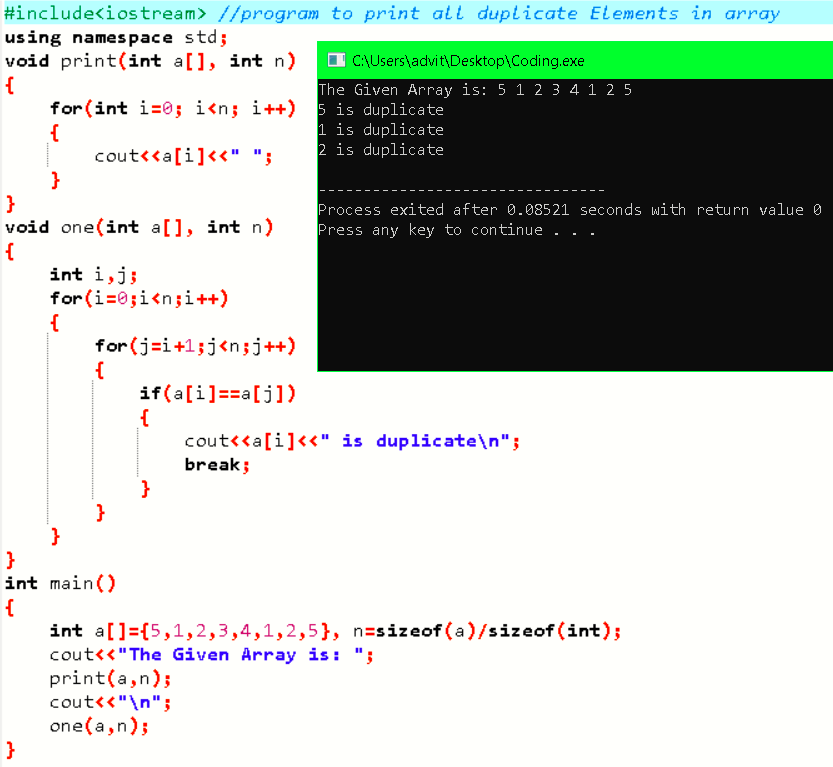 #include<iostream> //program to print all duplicate Elements in array
using namespace std;
void print(int a[], int n)
{
    for(int i=0; i<n; i++)
    {
        cout<<a[i]<<" ";
    }
}
void one(int a[], int n)
{
    int i,j;
    for(i=0;i<n;i++)
    {
        for(j=i+1;j<n;j++)
        {
            if(a[i]==a[j])
            {
                cout<<a[i]<<" is duplicate\n";
                break;
            }
        }
    }
}
int main()
{
    int a[]={5,1,2,3,4,1,2,5}, n=sizeof(a)/sizeof(int);
    cout<<"The Given Array is: ";
    print(a,n);
    cout<<"\n";
    one(a,n);
}
C:\Users\advit\Desktop\Coding.exe
The Given Array is: 5 1 2 3 4 1 2 5
5 is duplicate
1 is duplicate
2 is duplicate
--------------------------------
Process exited after 0.08521 seconds with return value 0
Press any key to continue . . .